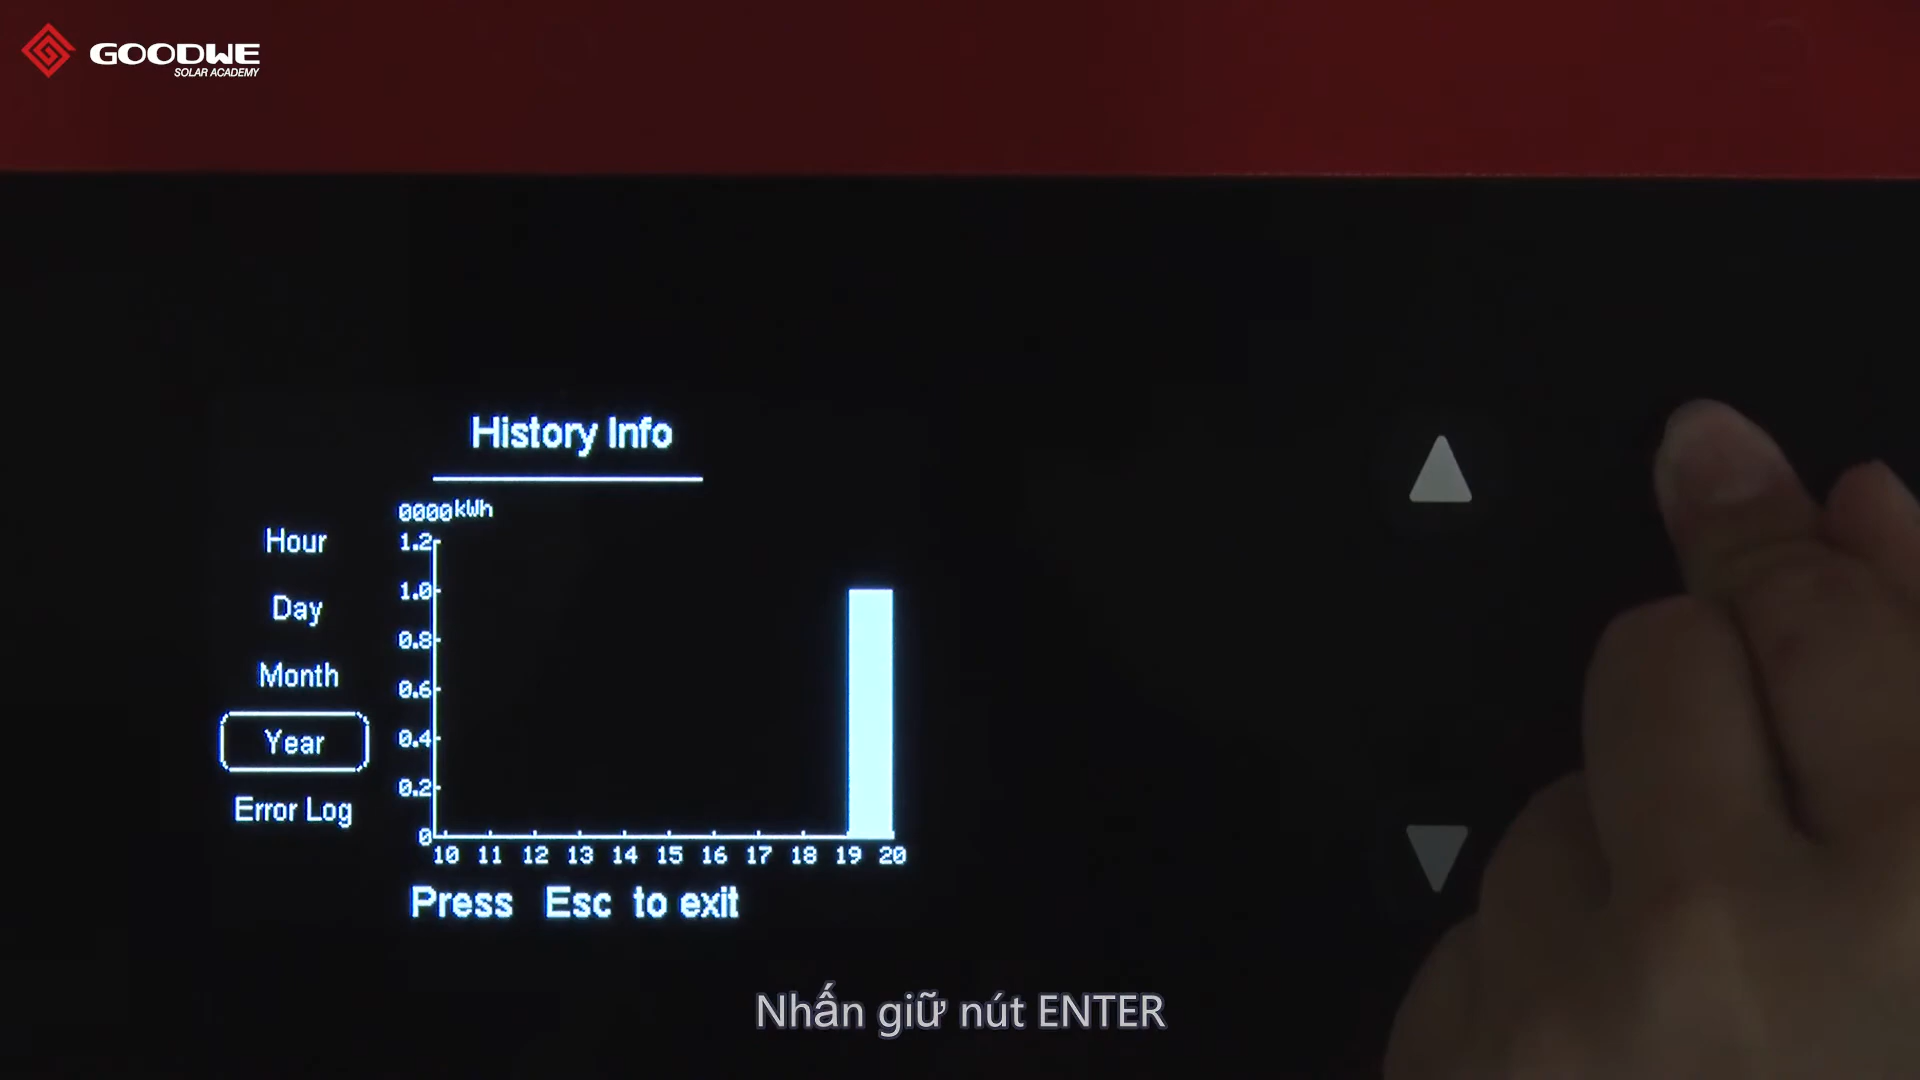 GOODWE
SOLAR ACADEMY
History Info
0000kWh
Hour
Day
Month
Year
Error Log
1.2
1.0
0.8
0.6
0.4
0.2
0
10 11 12 13 14 15 16 17 18 19 20
Press Esc to exit
Nhấn giữ nút ENTER